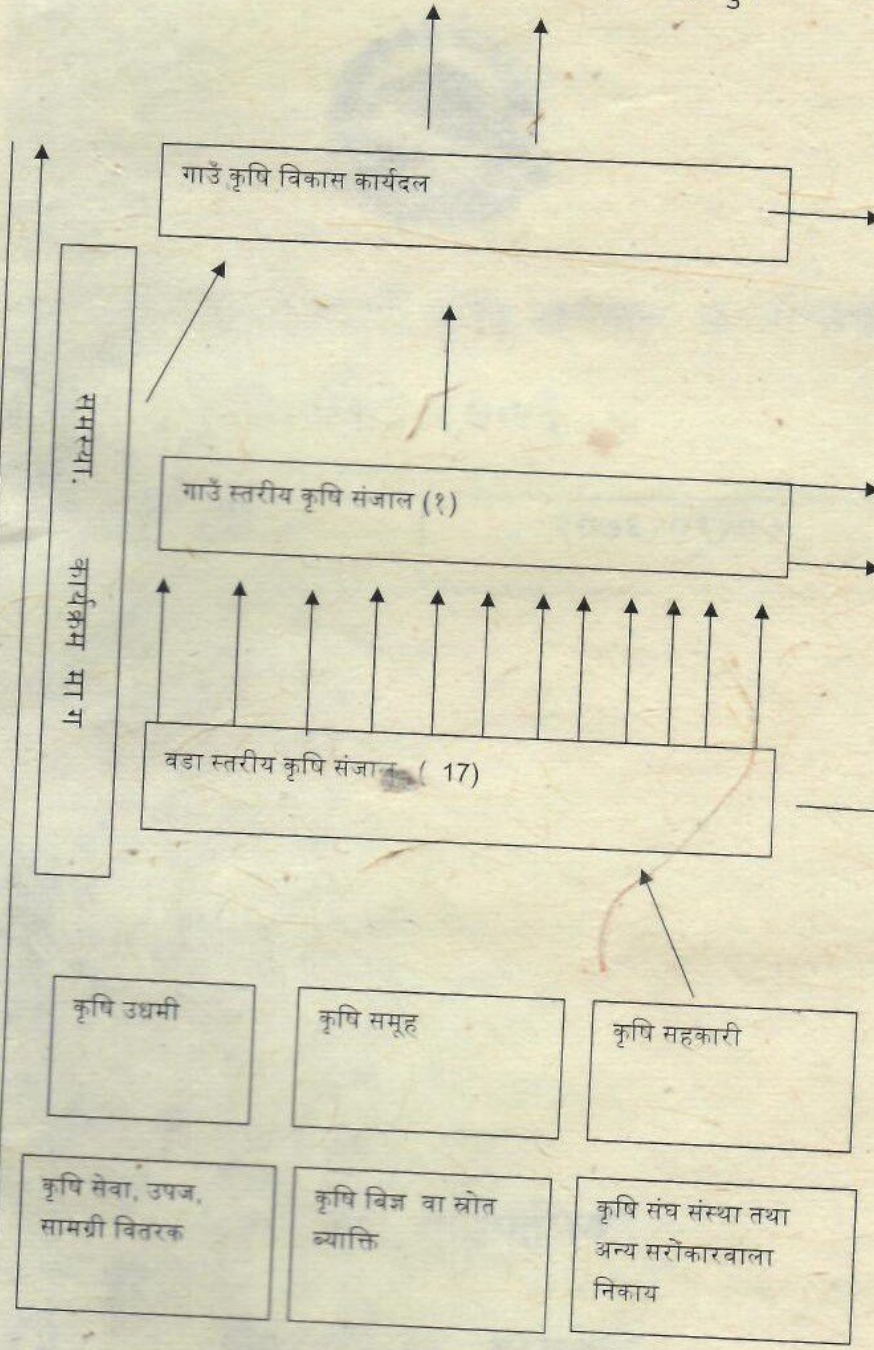 गाउँ कृषि विकास कार्यदल
समस्या. कार्यक्रम माग
गाउँ स्तरीय कृषि संजाल (१)
वडा स्तरीय कृषि संजाल ( 17)
कृषि उधमी
कृषि समूह
कृषि सहकारी
कृषि सेवा, उपज,
सामग्री वितरक
कृषि बिज्ञ वा स्रोत
ब्याक्ति
कृषि संघ संस्था तथा
अन्य सरोकारवाला
निकाय